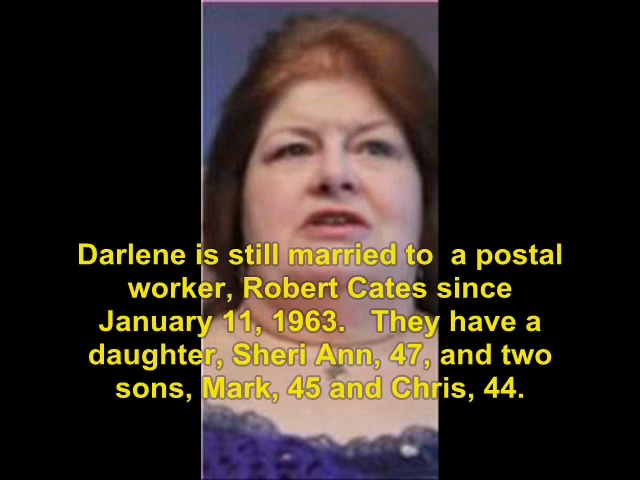 Darlene is still married to  a postal
worker, Robert Cates since
January 11, 1963.   They have a
daughter, Sheri Ann, 47, and two
sons, Mark, 45 and Chris, 44.